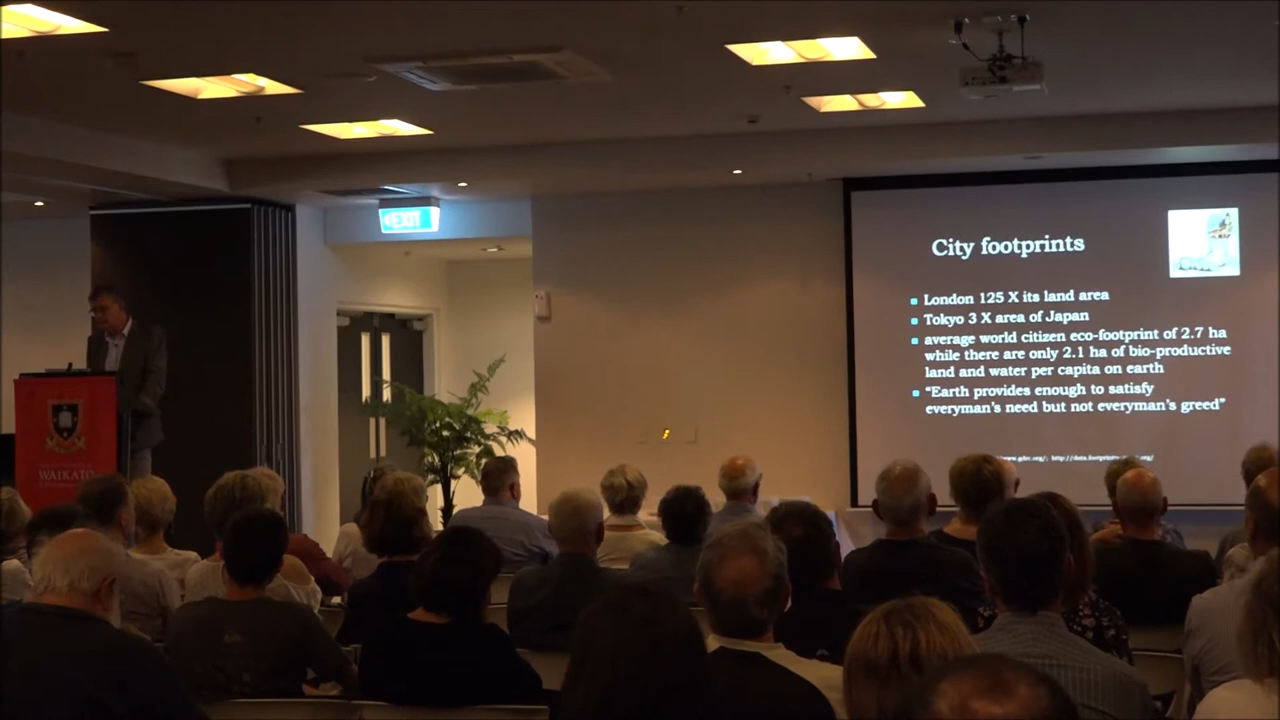 EXIT
City footprints
London 125 X its land area
Tokyo 3 X area of Japan
average world citizen eco-footprint of 2.7 ha
while there are only 2.1 ha of bio-productive
land and water per capita on earth
“Earth provides enough to satisfy
everyman's need but not everyman's greed”
WAIKATO